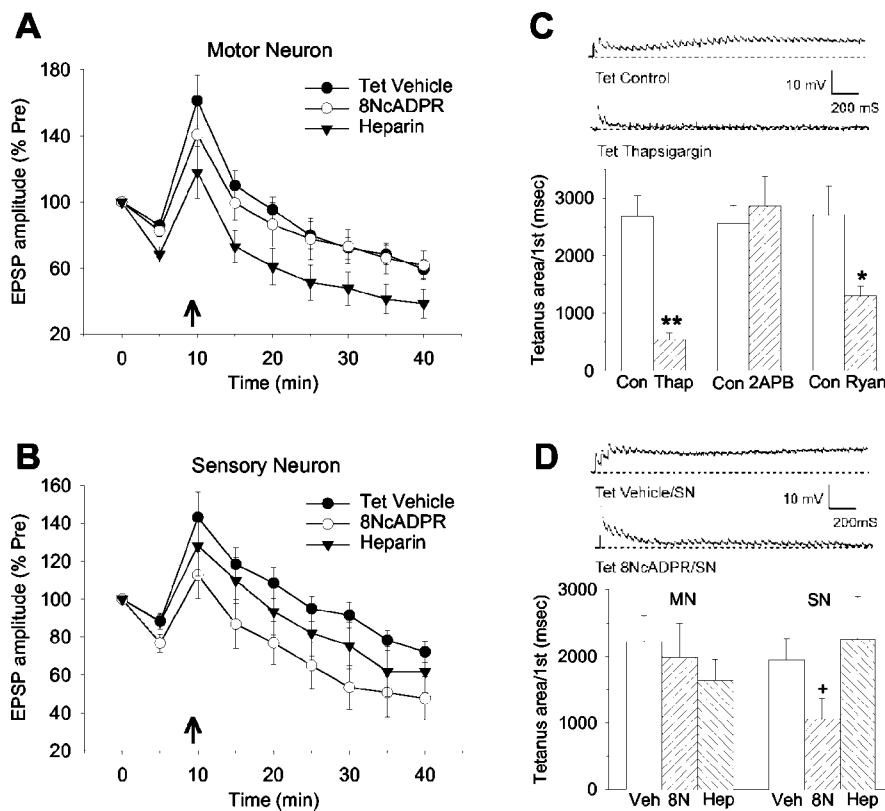 A
Motor Neuron
EPSP amplitude (% Pre)
180
140
100
60
20
Tet Vehicle
8NcADPR
Heparin
0 10 20 30 40
Time (min)
B
Sensory Neuron
EPSP amplitude (% Pre)
160
140
120
100
80
60
40
20
Tet Vehicle
8NcADPR
Heparin
0 10 20 30 40
Time (min)
C
Tet Control
10 mV
200 mS
Tet Thapsigargin
Tetanus area/1st (msec)
3000
2000
1000
0
**
*
Con Thap Con 2APB Con Ryan
D
Tet Vehicle/SN
10 mV
200mS
Tet 8NcADPR/SN
Tetanus area/1st (msec)
3000
2000
1000
0
MN SN
+
Veh 8N Hep Veh 8N Hep